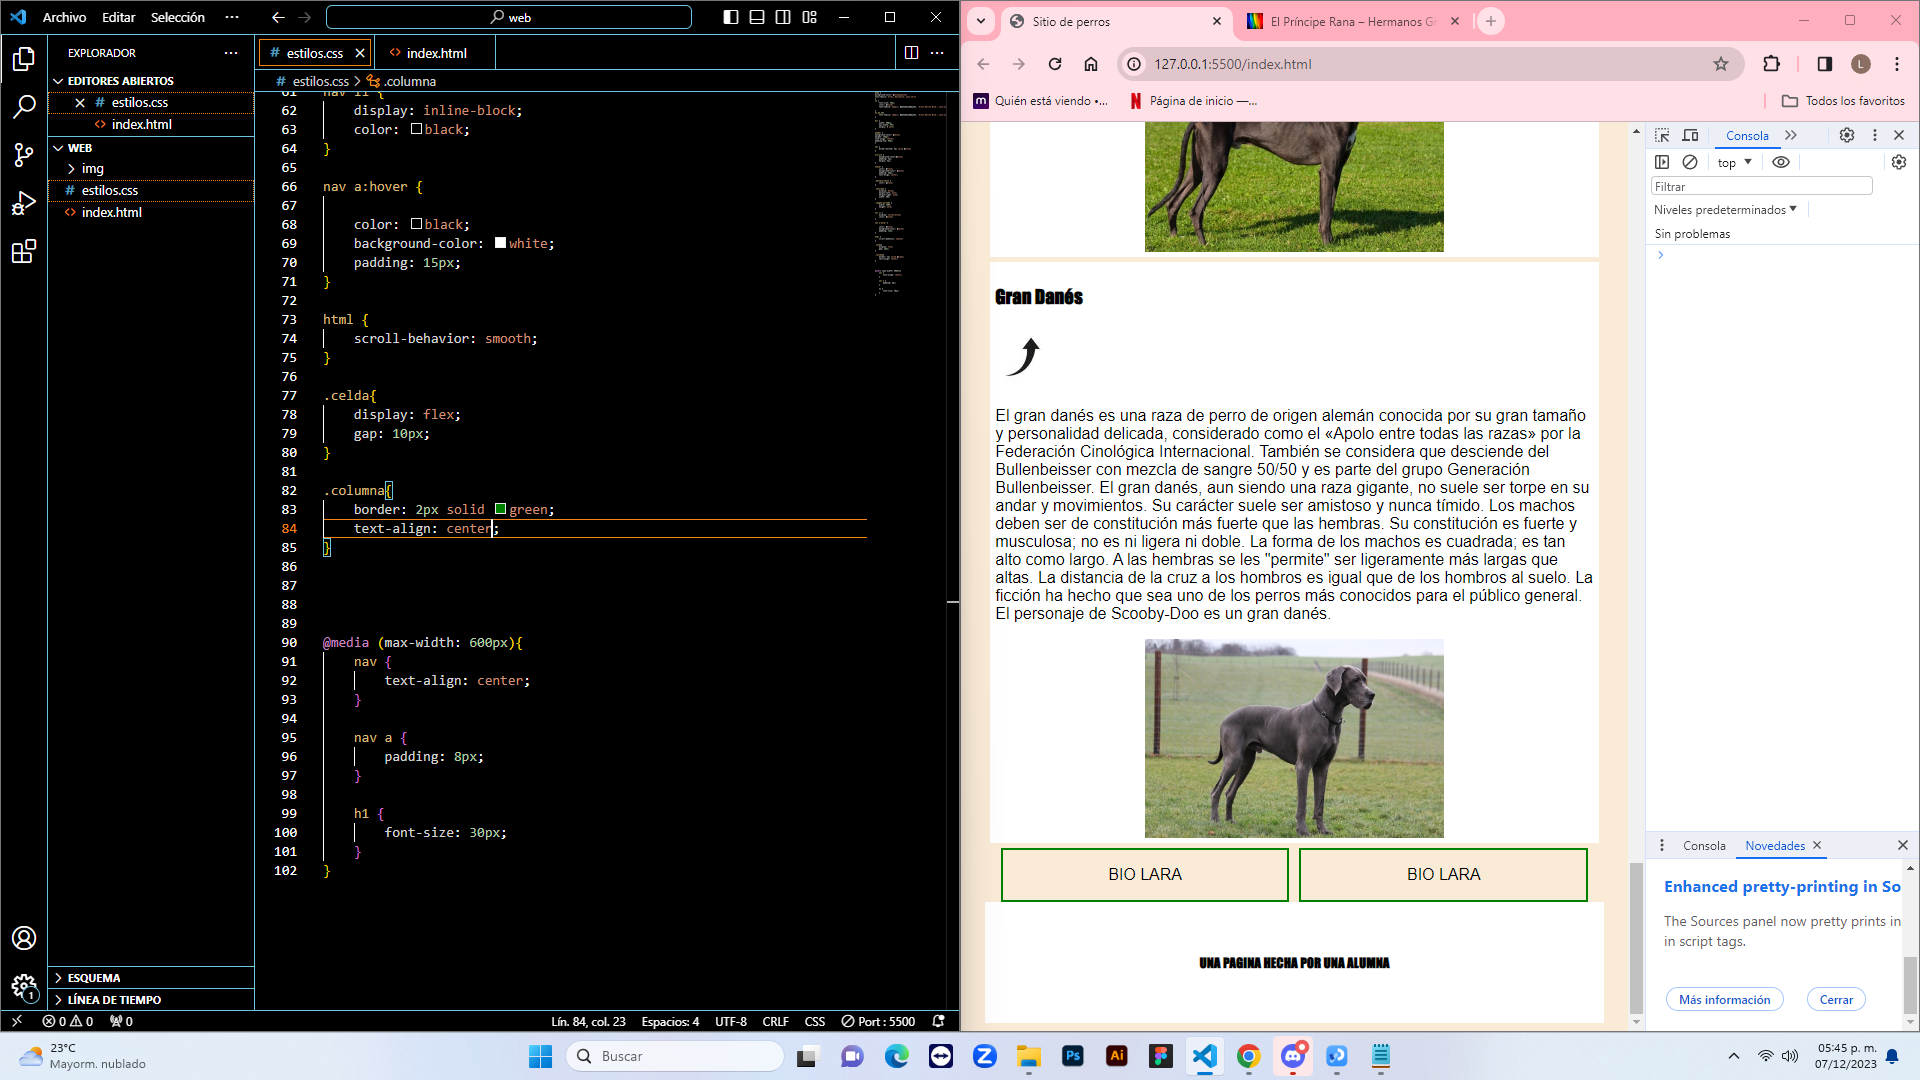 Archivo Editar Selección ···
web
EXPLORADOR
EDITORES ABIERTOS
# estilos.css
<> index.html
WEB
img
# estilos.css
<> index.html
ESQUEMA
LÍNEA DE TIEMPO
# estilos.css
<> index.html
# estilos.css > .columna
61 nav li {
62 display: inline-block;
63 color: black;
64 }
65
66 nav a:hover {
67
68 color: black;
69 background-color: white;
70 padding: 15px;
71 }
72
73 html {
74 scroll-behavior: smooth;
75 }
76
77 .celda{
78 display: flex;
79 gap: 10px;
80 }
81
82 .columna{
83 border: 2px solid green;
84 text-align: center;
85 }
86
87
88
89
90 @media (max-width: 600px){
91 nav {
92 text-align: center;
93 }
94
95 nav a {
96 padding: 8px;
97 }
98
99 h1 {
100 font-size: 30px;
101 }
102 }
0 0 0
Lín. 84, col. 23 Espacios: 4 UTF-8 CRLF CSS Port : 5500
Sitio de perros
El Príncipe Rana – Hermanos Gr
127.0.0.1:5500/index.html
L
Quién está viendo •...
Página de inicio —...
Todos los favoritos
Gran Danés
El gran danés es una raza de perro de origen alemán conocida por su gran tamaño
y personalidad delicada, considerado como el «Apolo entre todas las razas» por la
Federación Cinológica Internacional. También se considera que desciende del
Bullenbeisser con mezcla de sangre 50/50 y es parte del grupo Generación
Bullenbeisser. El gran danés, aun siendo una raza gigante, no suele ser torpe en su
andar y movimientos. Su carácter suele ser amistoso y nunca tímido. Los machos
deben ser de constitución más fuerte que las hembras. Su constitución es fuerte y
musculosa; no es ni ligera ni doble. La forma de los machos es cuadrada; es tan
alto como largo. A las hembras se les "permite" ser ligeramente más largas que
altas. La distancia de la cruz a los hombros es igual que de los hombros al suelo. La
ficción ha hecho que sea uno de los perros más conocidos para el público general.
El personaje de Scooby-Doo es un gran danés.
BIO LARA
BIO LARA
UNA PAGINA HECHA POR UNA ALUMNA
Consola
top
Filtrar
Niveles predeterminados
Sin problemas
Consola
Novedades
Enhanced pretty-printing in So
The Sources panel now pretty prints in
in script tags.
Más información
Cerrar
23°C
Mayorm. nublado
Buscar
Ps
Ai
05:45 p. m.
07/12/2023